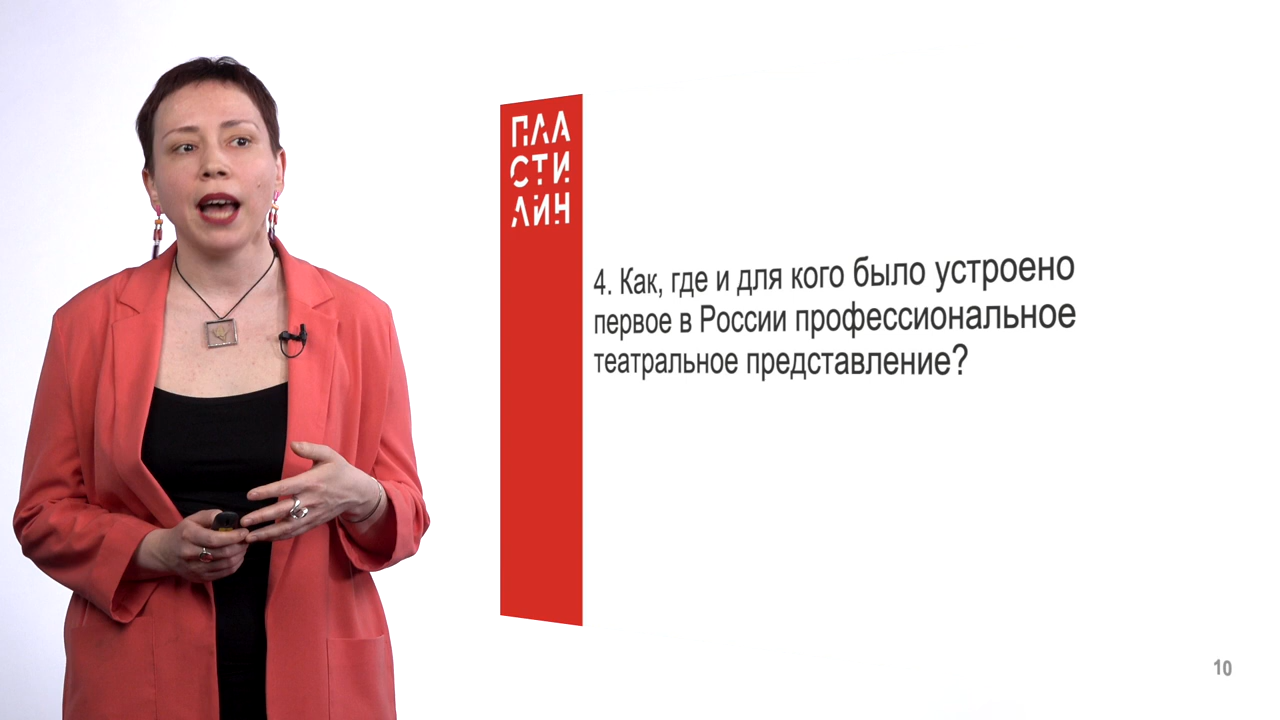 ПЛА
СТИ
ЛИН
4. Как, где и для кого было устроено
первое в России профессиональное
театральное представление?
10